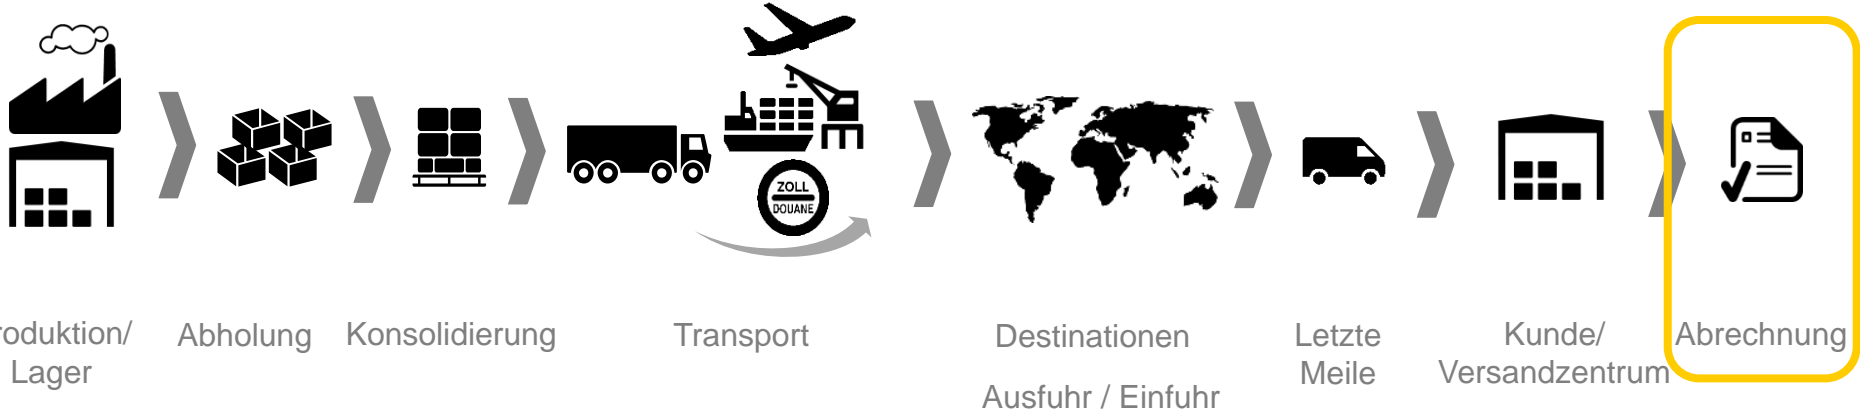 ZOLL
DOUANE
roduktion/
Lager
Abholung
Konsolidierung
Transport
Destinationen
Ausfuhr / Einfuhr
Letzte
Meile
Kunde/
Versandzentrum
Abrechnung